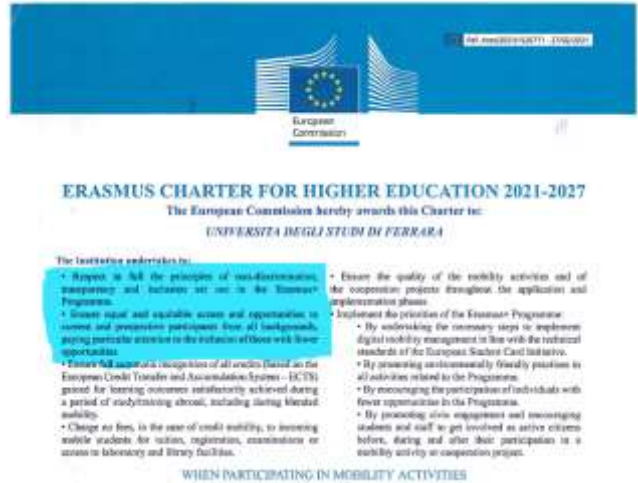 European
Commission
ERASMUS CHARTER FOR HIGHER EDUCATION 2021-2027
The European Commission hereby awards this Charter to:
UNIVERSITA DEGLI STUDI DI FERRARA
The Institution undertakes to:
• Respect in full the principles of non-discrimination,
transparency and inclusion set out in the Erasmus+
Programme.
• Ensure equal and equitable access and opportunities to
current and prospective participants from all backgrounds,
paying particular attention to the inclusion of those with fewer
opportunities.
• Ensure full automatic recognition of all credits (based on the
European Credit Transfer and Accumulation System – ECTS)
gained for learning outcomes satisfactorily achieved during
a period of study/training abroad, including during blended
mobility.
• Charge no fees, in the case of credit mobility, to incoming
mobile students for tuition, registration, examinations or
access to laboratory and library facilities.
• Ensure the quality of the mobility activities and of
the cooperation projects throughout the application and
implementation phases.
• Implement the priorities of the Erasmus+ Programme:
• By undertaking the necessary steps to implement
digital mobility management in line with the technical
standards of the European Student Card Initiative.
• By promoting environmentally friendly practices in
all activities related to the Programme.
• By encouraging the participation of individuals with
fewer opportunities in the Programme.
• By promoting civic engagement and encouraging
students and staff to get involved as active citizens
before, during and after their participation in a
mobility activity or cooperation project.
WHEN PARTICIPATING IN MOBILITY ACTIVITIES